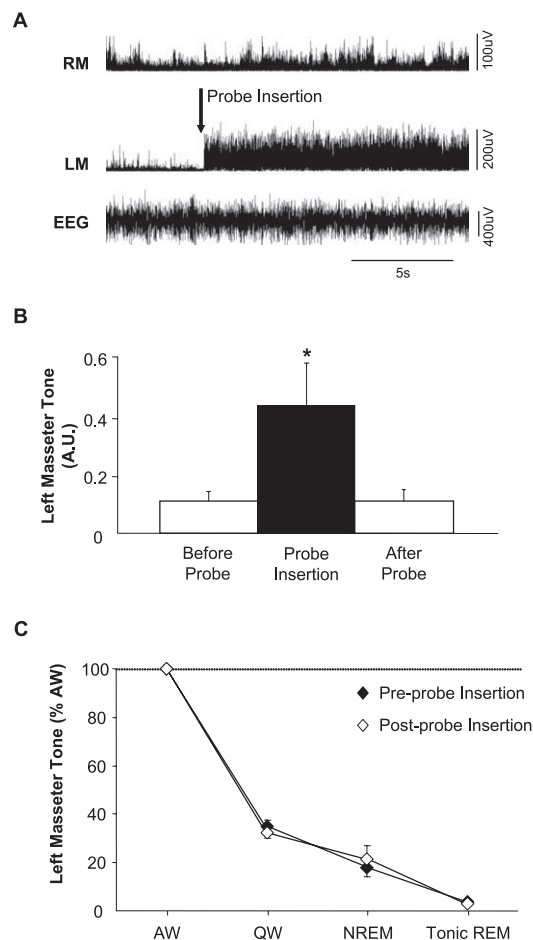 A
RM
100uV
Probe Insertion
LM
200uV
EEG
400uV
5s
B
Left Masseter Tone
(A.U.)
0.6
0.4
0.2
0
*
Before
Probe
Probe
Insertion
After
Probe
C
Left Masseter Tone (% AW)
100
80
60
40
20
0
Pre-probe Insertion
Post-probe Insertion
AW
QW
NREM
Tonic REM